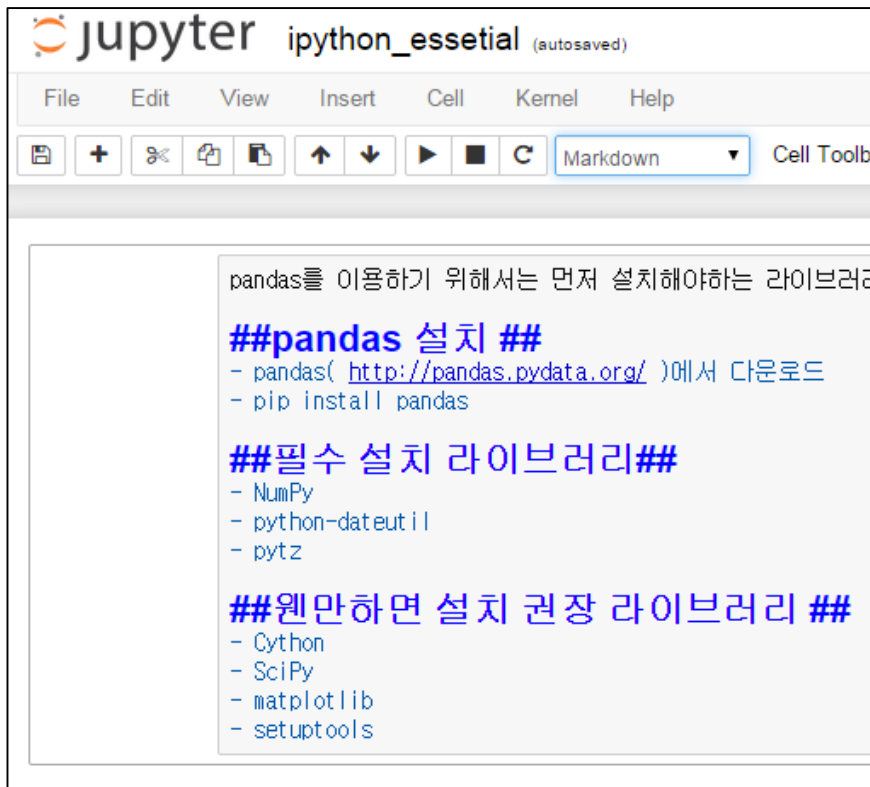 jupyter ipython_essetial (autosaved)
File Edit View Insert Cell Kernel Help
Markdown Cell Toolb
pandas를 이용하기 위해서는 먼저 설치해야하는 라이브러리
##pandas 설치 ##
- pandas( http://pandas.pydata.org/ )에서 다운로드
- pip install pandas
##필수 설치 라이브러리##
- NumPy
- python-dateutil
- pytz
##웬만하면 설치 권장 라이브러리 ##
- Cython
- SciPy
- matplotlib
- setuptools